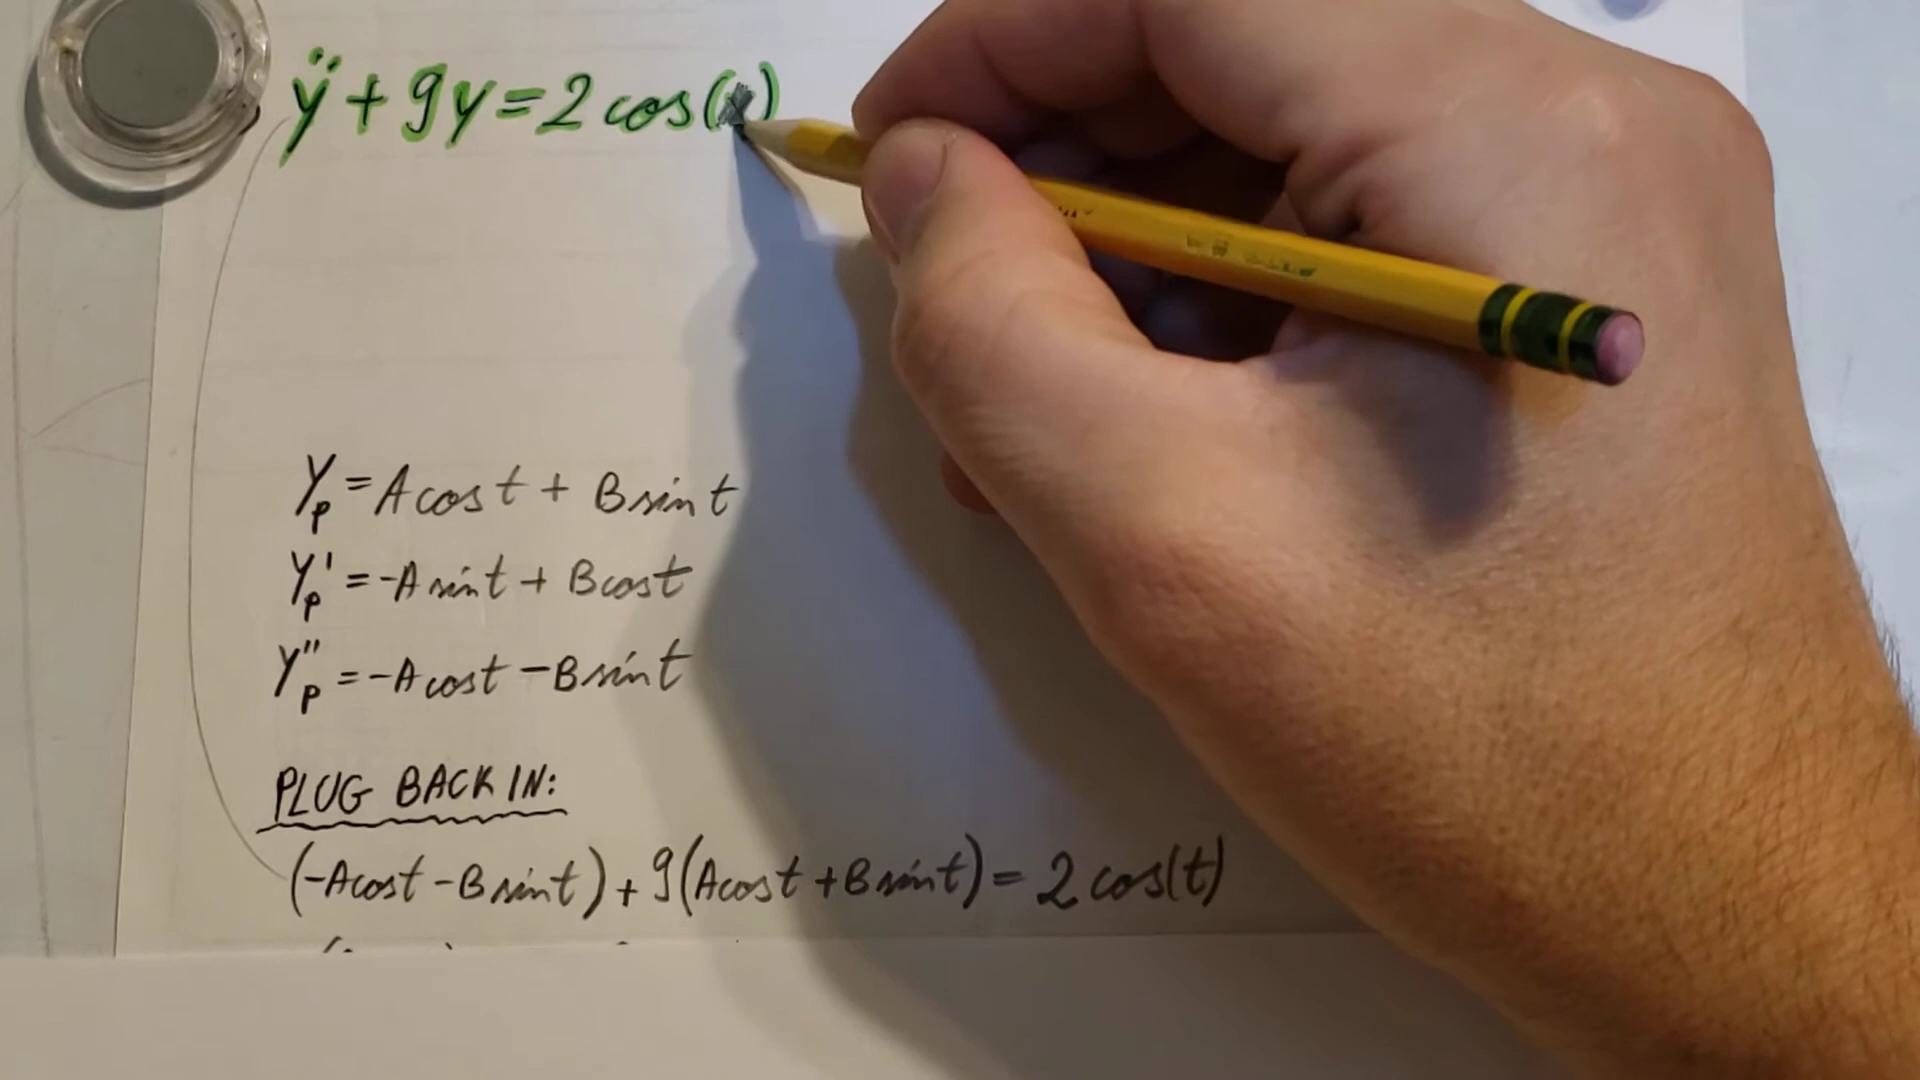 ÿ + 9y = 2 cos( )
Yp = A cos t + B sin t
Yp' = -A sin t + B cos t
Yp'' = -A cos t - B sin t
PLUG BACK IN:
(-A cos t - B sin t) + 9(A cos t + B sin t) = 2 cos(t)